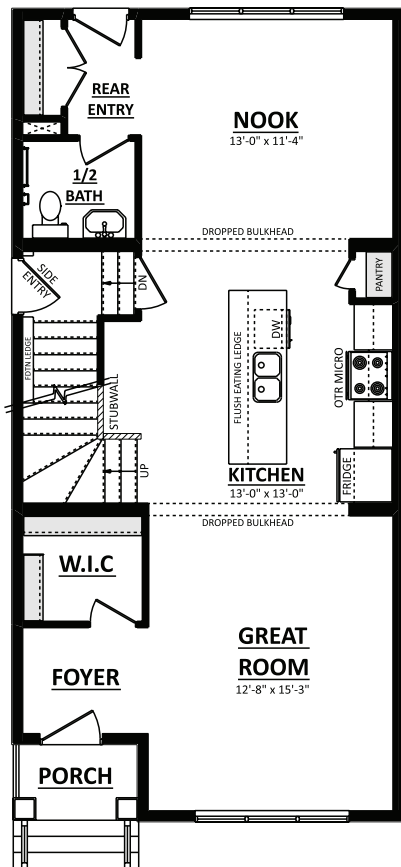 REAR
ENTRY
NOOK
13'-0" x 11'-4"
1/2
BATH
DROPPED BULKHEAD
SIDE
ENTRY
DN
PANTRY
FDTN LEDGE
STUBWALL
UP
FLUSH EATING LEDGE
DW
OTR MICRO
FRIDGE
KITCHEN
13'-0" x 13'-0"
DROPPED BULKHEAD
W.I.C
FOYER
GREAT
ROOM
12'-8" x 15'-3"
PORCH